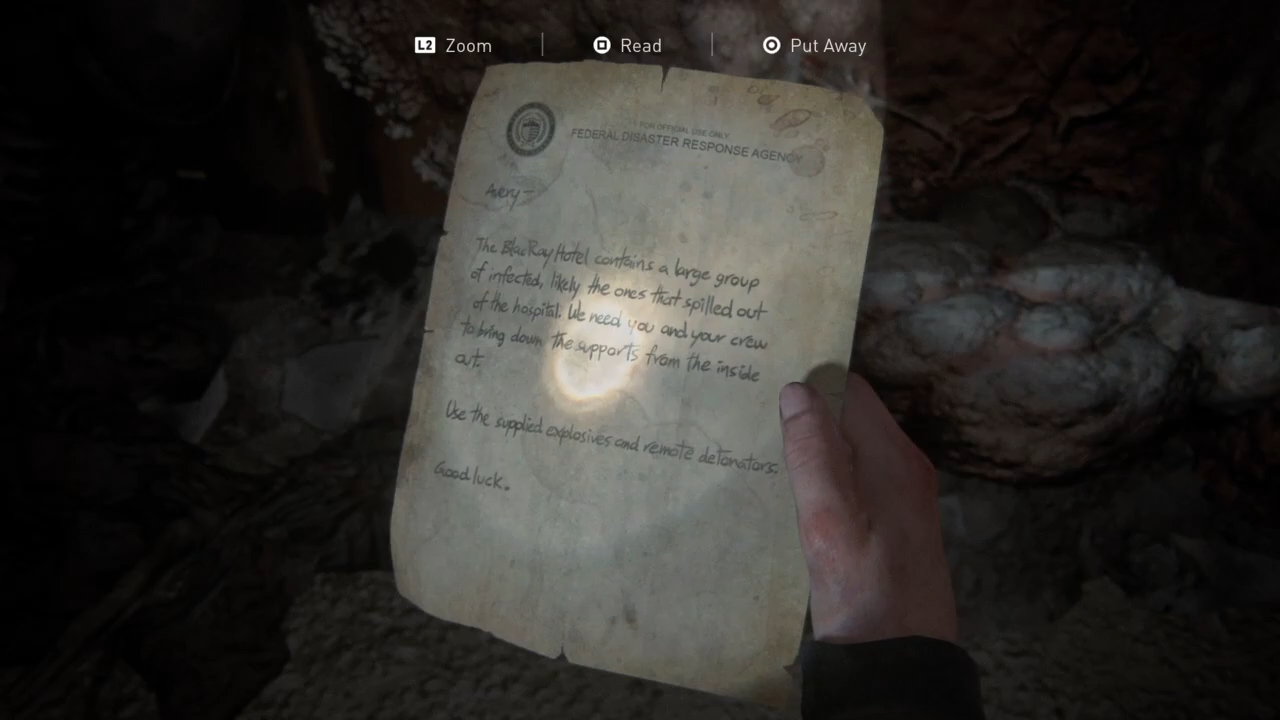 L2 Zoom | Read | Put Away
FOR OFFICIAL USE ONLY
FEDERAL DISASTER RESPONSE AGENCY
Avery-
The BlacRay Hotel contains a large group
of infected, likely the ones that spilled out
of the hospital. We need you and your crew
to bring down the supports from the inside
out.
Use the supplied explosives and remote detonators.
Good luck.